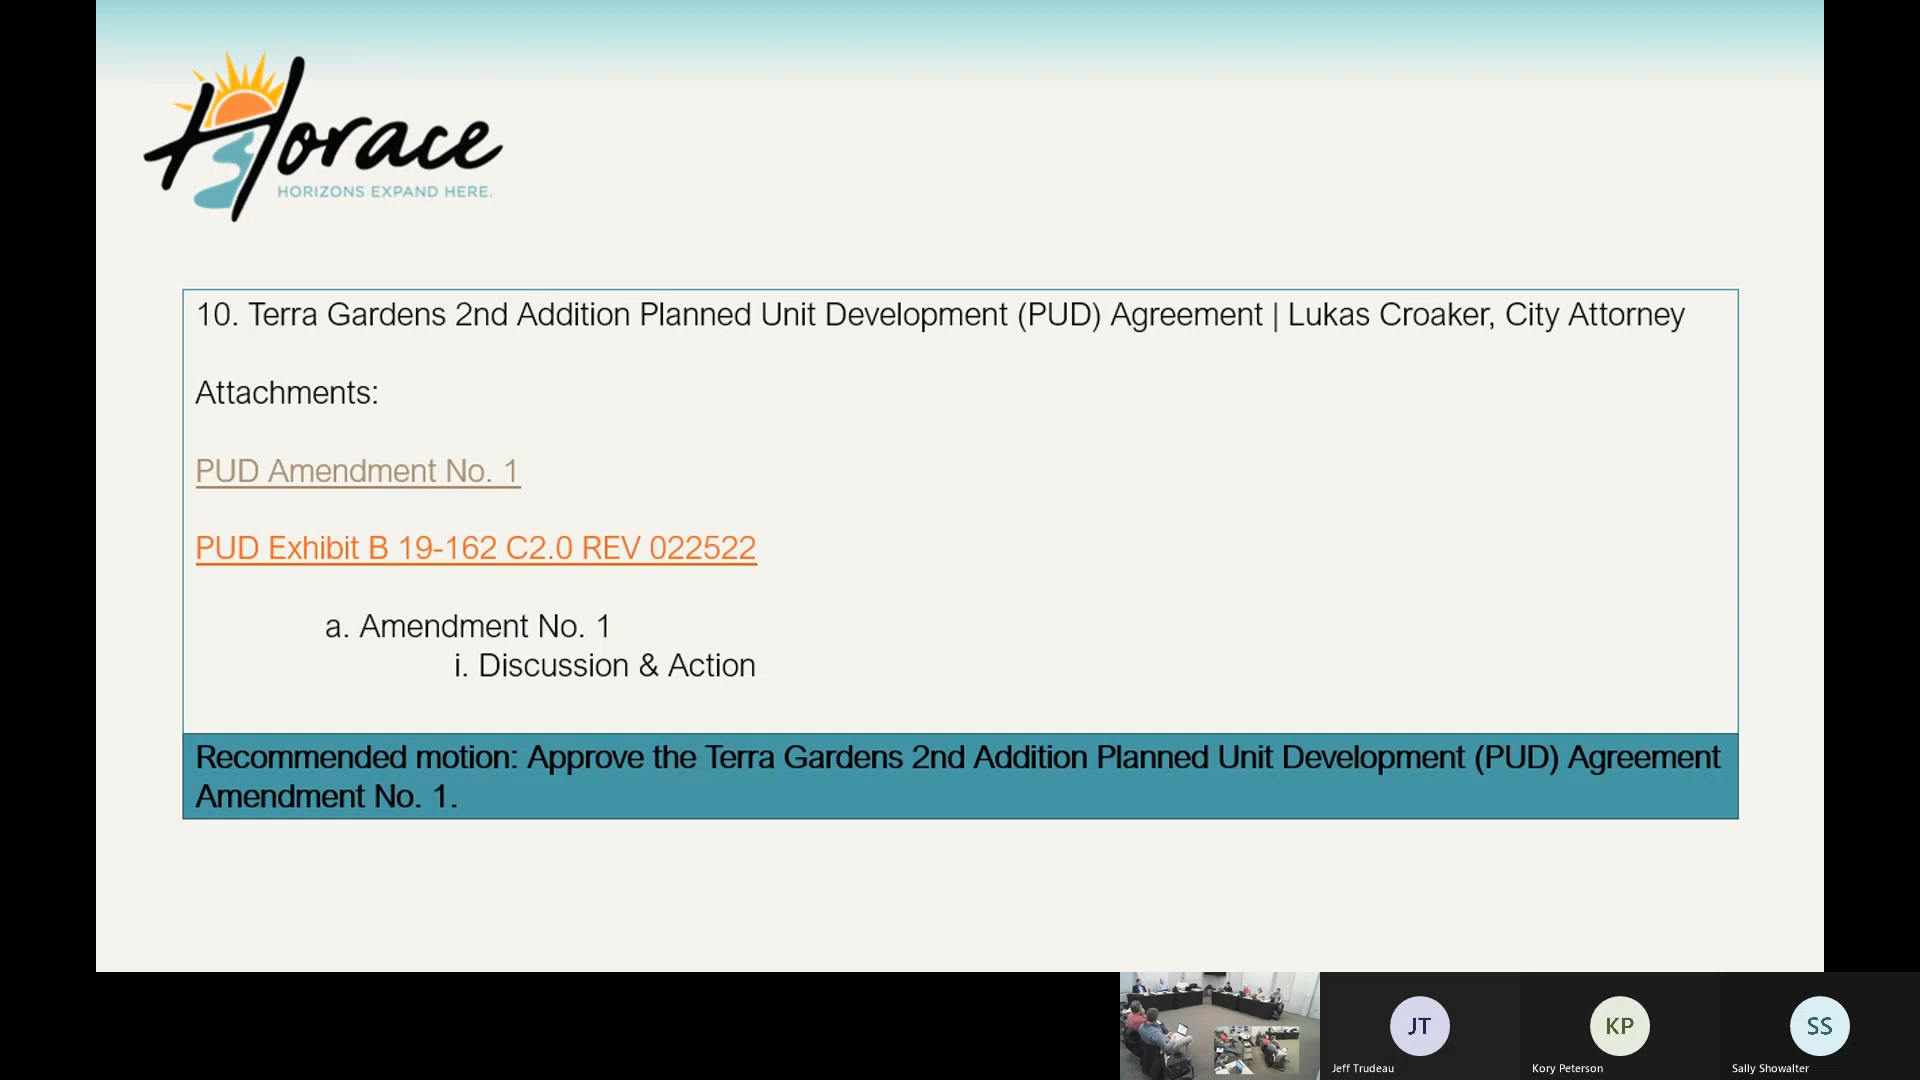 Horace
HORIZONS EXPAND HERE.
10. Terra Gardens 2nd Addition Planned Unit Development (PUD) Agreement | Lukas Croaker, City Attorney
Attachments:
PUD Amendment No. 1
PUD Exhibit B 19-162 C2.0 REV 022522
a. Amendment No. 1
i. Discussion & Action
Recommended motion: Approve the Terra Gardens 2nd Addition Planned Unit Development (PUD) Agreement
Amendment No. 1.
JT
KP
SS
Jeff Trudeau
Kory Peterson
Sally Showalter